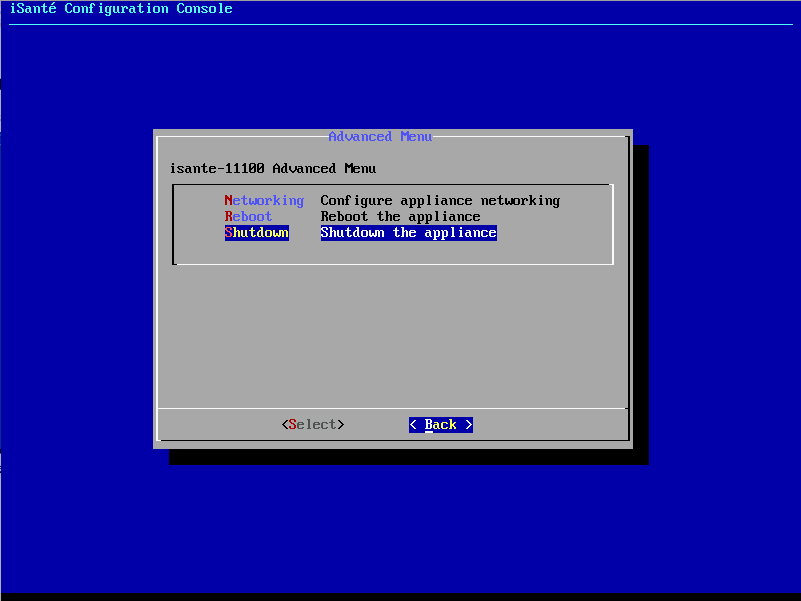 iSanté Configuration Console
Advanced Menu
isante-11100 Advanced Menu
Networking  Configure appliance networking
Reboot  Reboot the appliance
Shutdown  Shutdown the appliance
<Select>  < Back >